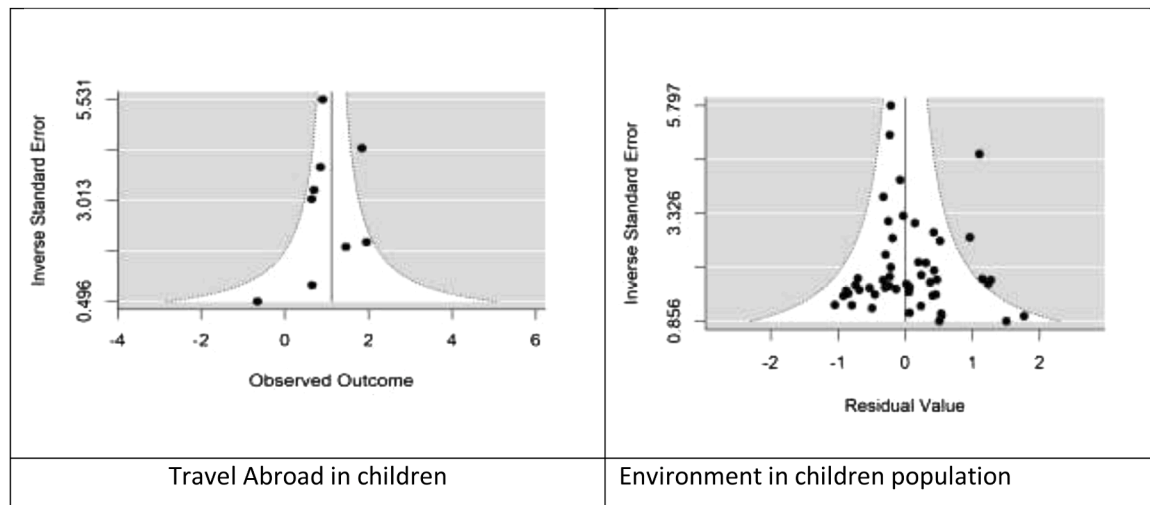 Inverse Standard Error
5.531
3.013
0.496
-4 -2 0 2 4 6
Observed Outcome
Inverse Standard Error
5.797
3.326
0.856
-2 -1 0 1 2
Residual Value
Travel Abroad in children
Environment in children population